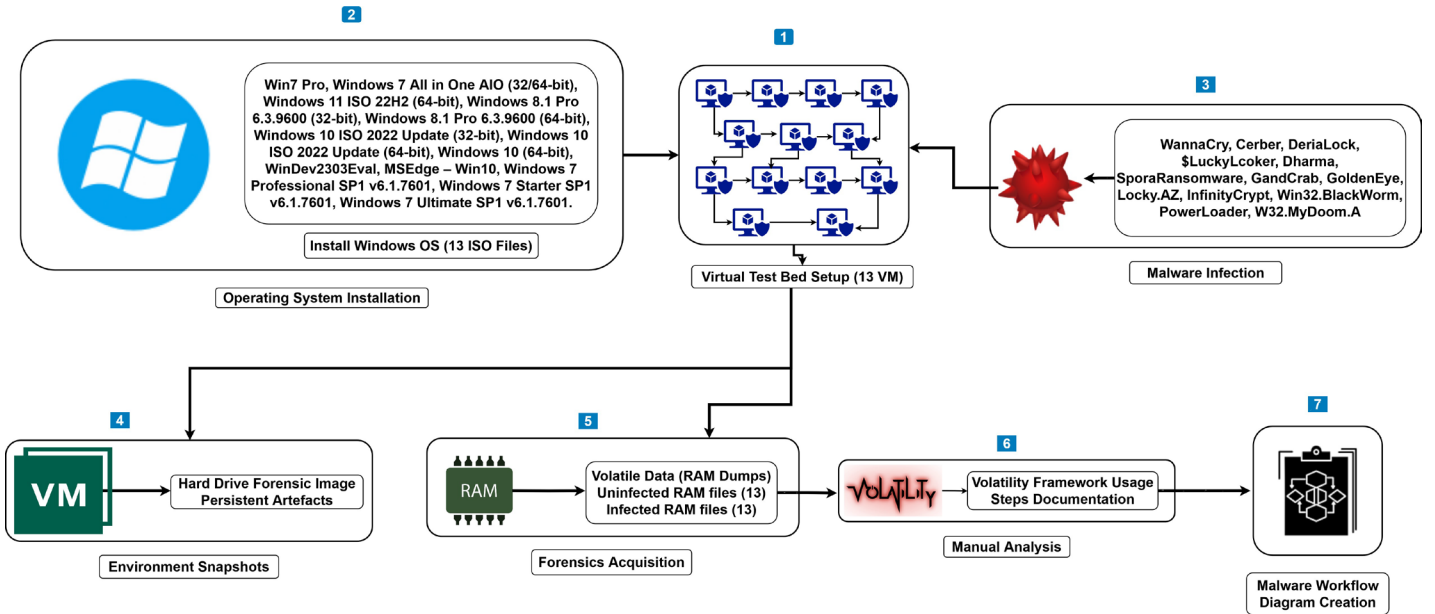 2
Win7 Pro, Windows 7 All in One AIO (32/64-bit),
Windows 11 ISO 22H2 (64-bit), Windows 8.1 Pro
6.3.9600 (32-bit), Windows 8.1 Pro 6.3.9600 (64-bit),
Windows 10 ISO 2022 Update (32-bit), Windows 10
ISO 2022 Update (64-bit), Windows 10 (64-bit),
WinDev2303Eval, MSEdge – Win10, Windows 7
Professional SP1 v6.1.7601, Windows 7 Starter SP1
v6.1.7601, Windows 7 Ultimate SP1 v6.1.7601.
Install Windows OS (13 ISO Files)
Operating System Installation
1
Virtual Test Bed Setup (13 VM)
3
WannaCry, Cerber, DeriaLock,
$LuckyLcoker, Dharma,
SporaRansomware, GandCrab, GoldenEye,
Locky.AZ, InfinityCrypt, Win32.BlackWorm,
PowerLoader, W32.MyDoom.A
Malware Infection
4
VM
Hard Drive Forensic Image
Persistent Artefacts
Environment Snapshots
5
RAM
Volatile Data (RAM Dumps)
Uninfected RAM files (13)
Infected RAM files (13)
Forensics Acquisition
6
VOLATILITY
Volatility Framework Usage
Steps Documentation
Manual Analysis
7
Malware Workflow
Diagram Creation